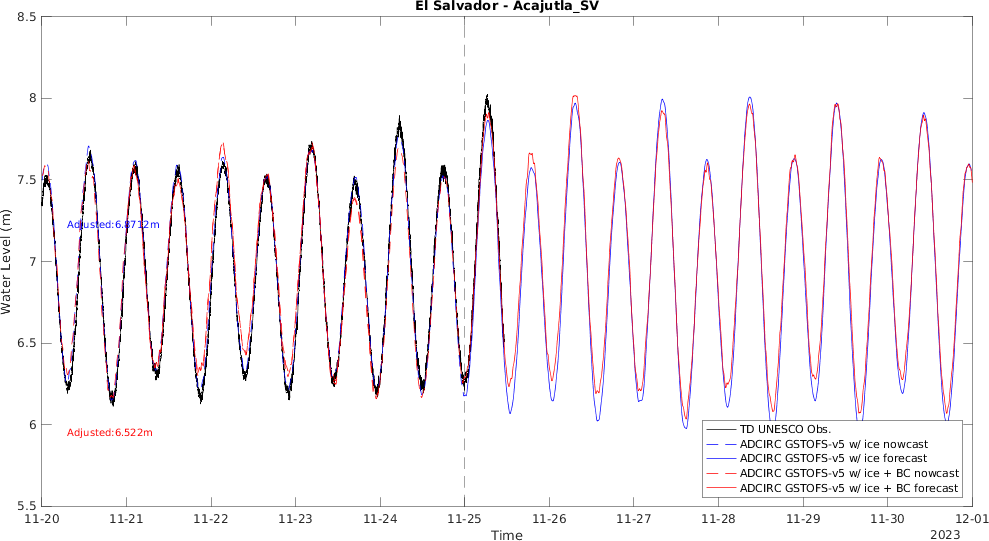 El Salvador - Acajutla_SV
8.5
8
7.5
7
6.5
6
5.5
Water Level (m)
Adjusted:6.8712m
Adjusted:6.522m
TD UNESCO Obs.
ADCIRC GSTOFS-v5 w/ ice nowcast
ADCIRC GSTOFS-v5 w/ ice forecast
ADCIRC GSTOFS-v5 w/ ice + BC nowcast
ADCIRC GSTOFS-v5 w/ ice + BC forecast
11-20 11-21 11-22 11-23 11-24 11-25 11-26 11-27 11-28 11-29 11-30 12-01
Time
2023